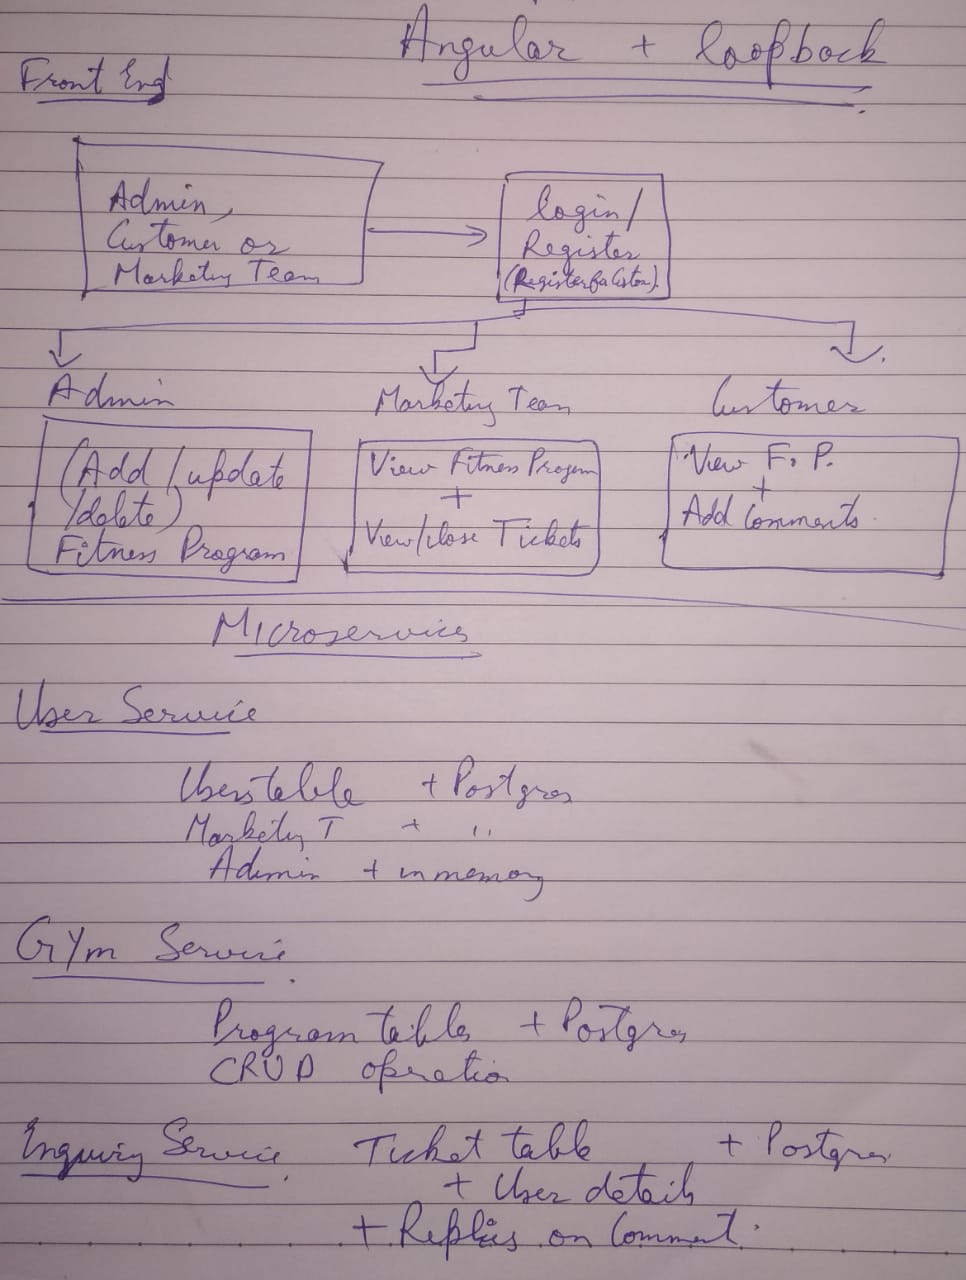 Angular + Loopback
Front End
Admin,
Customer or
Marketing Team
login/
Register
(Register for Custom).
Admin
Marketing Team
Customer
(Add / update
/delete)
Fitness Program
View Fitness Program
+
View/close Tickets
View F. P.
+
Add Comments.
Microservices
User Service
Users table + Postgres
Marketing T + ''
Admin + in memory
Gym Service
Program table + Postgres
CRUD operation
Inquiry Service. Ticket table + Postgres
+ User details
+ Replies on Comment.